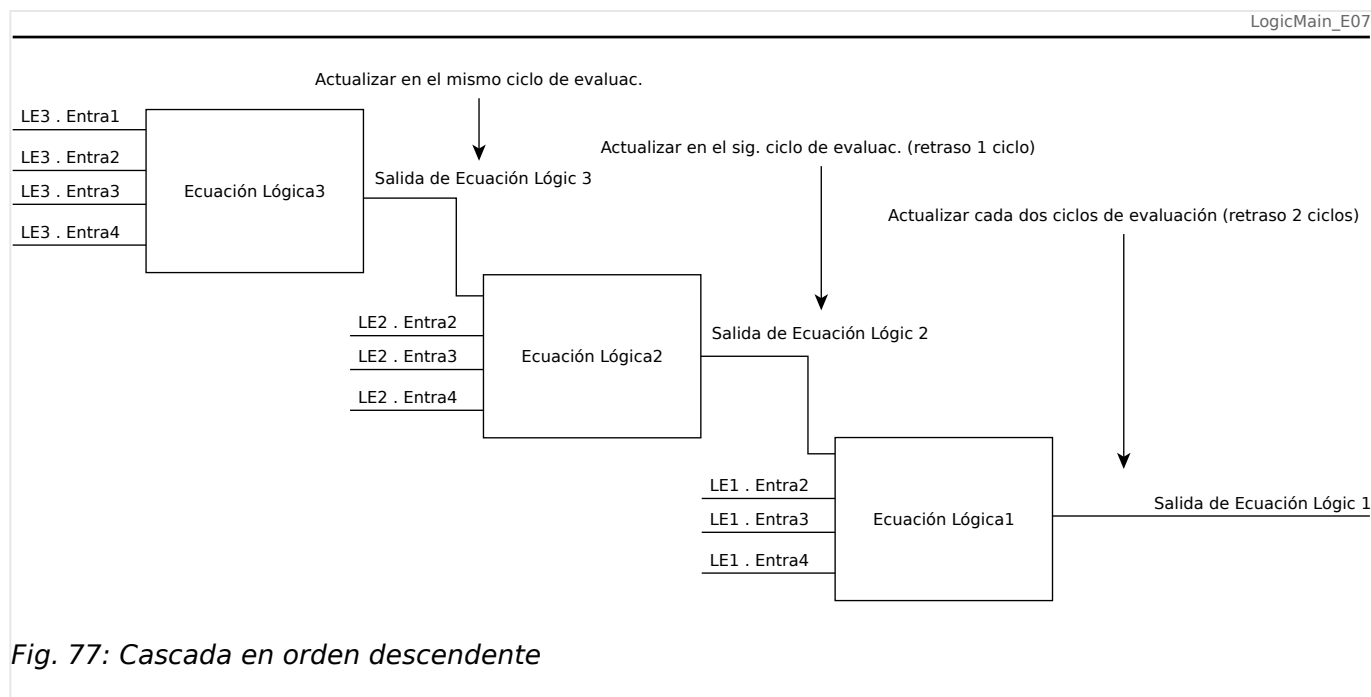 LogicMain_E07
Actualizar en el mismo ciclo de evaluac.
LE3 . Entra1
LE3 . Entra2
LE3 . Entra3
LE3 . Entra4
Ecuación Lógica3
Salida de Ecuación Lógic 3
Actualizar en el sig. ciclo de evaluac. (retraso 1 ciclo)
LE2 . Entra2
LE2 . Entra3
LE2 . Entra4
Ecuación Lógica2
Salida de Ecuación Lógic 2
Actualizar cada dos ciclos de evaluación (retraso 2 ciclos)
LE1 . Entra2
LE1 . Entra3
LE1 . Entra4
Ecuación Lógica1
Salida de Ecuación Lógic 1
Fig. 77: Cascada en orden descendente